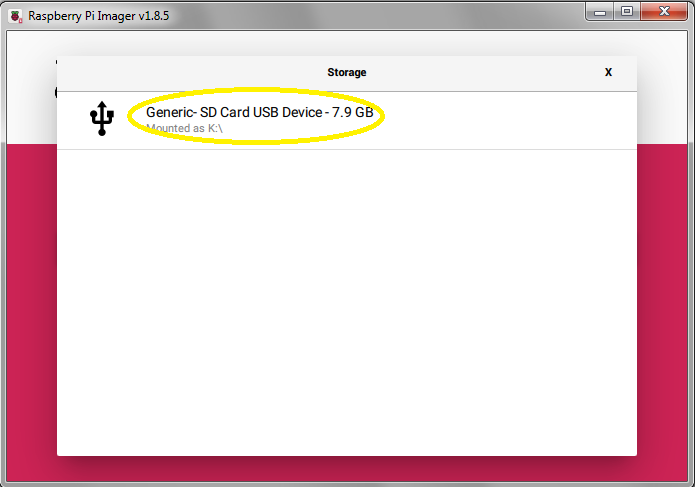 Raspberry Pi Imager v1.8.5
Storage
X
Generic- SD Card USB Device - 7.9 GB
Mounted as K:\